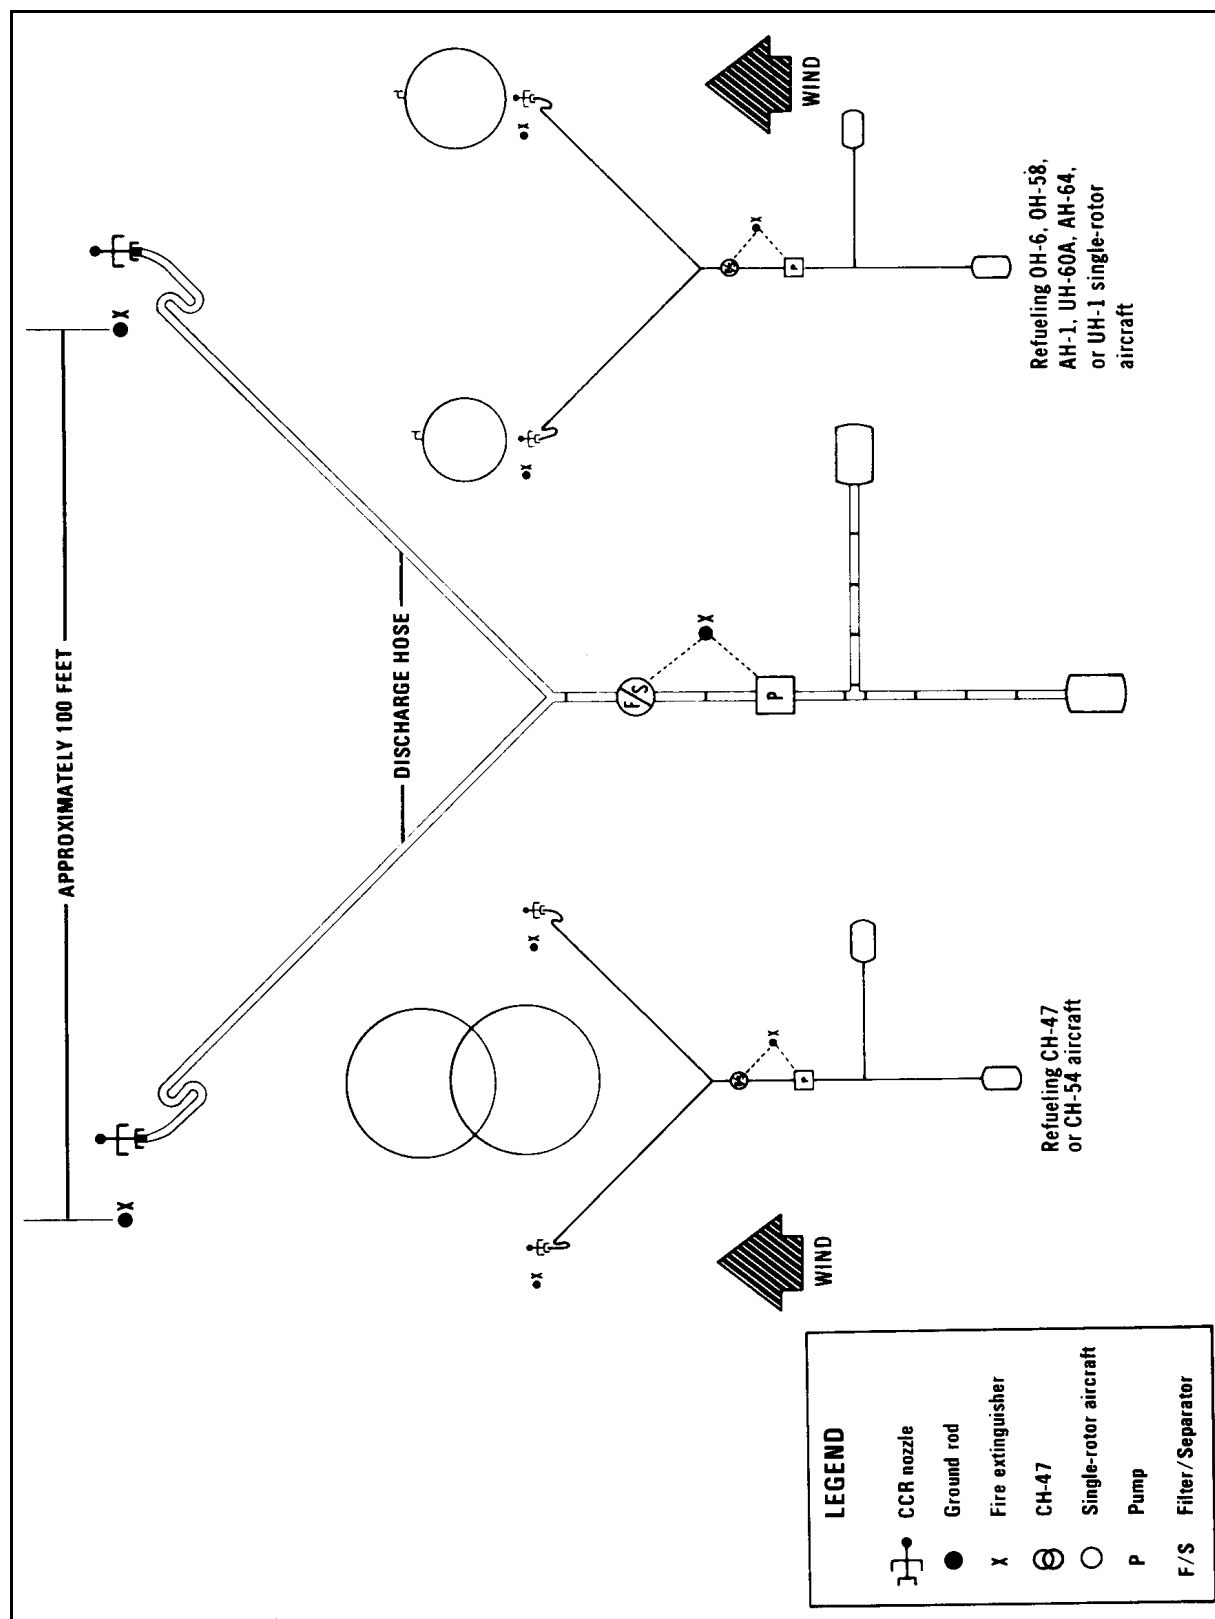 APPROXIMATELY 100 FEET
X
X
DISCHARGE HOSE
F/S
X
P
X
X
X
P
WIND
Refueling CH-47
or CH-54 aircraft
X
X
X
P
WIND
Refueling OH-6, OH-58,
AH-1, UH-60A, AH-64,
or UH-1 single-rotor
aircraft
LEGEND
CCR nozzle
Ground rod
X Fire extinguisher
CH-47
Single-rotor aircraft
P Pump
F/S Filter/Separator